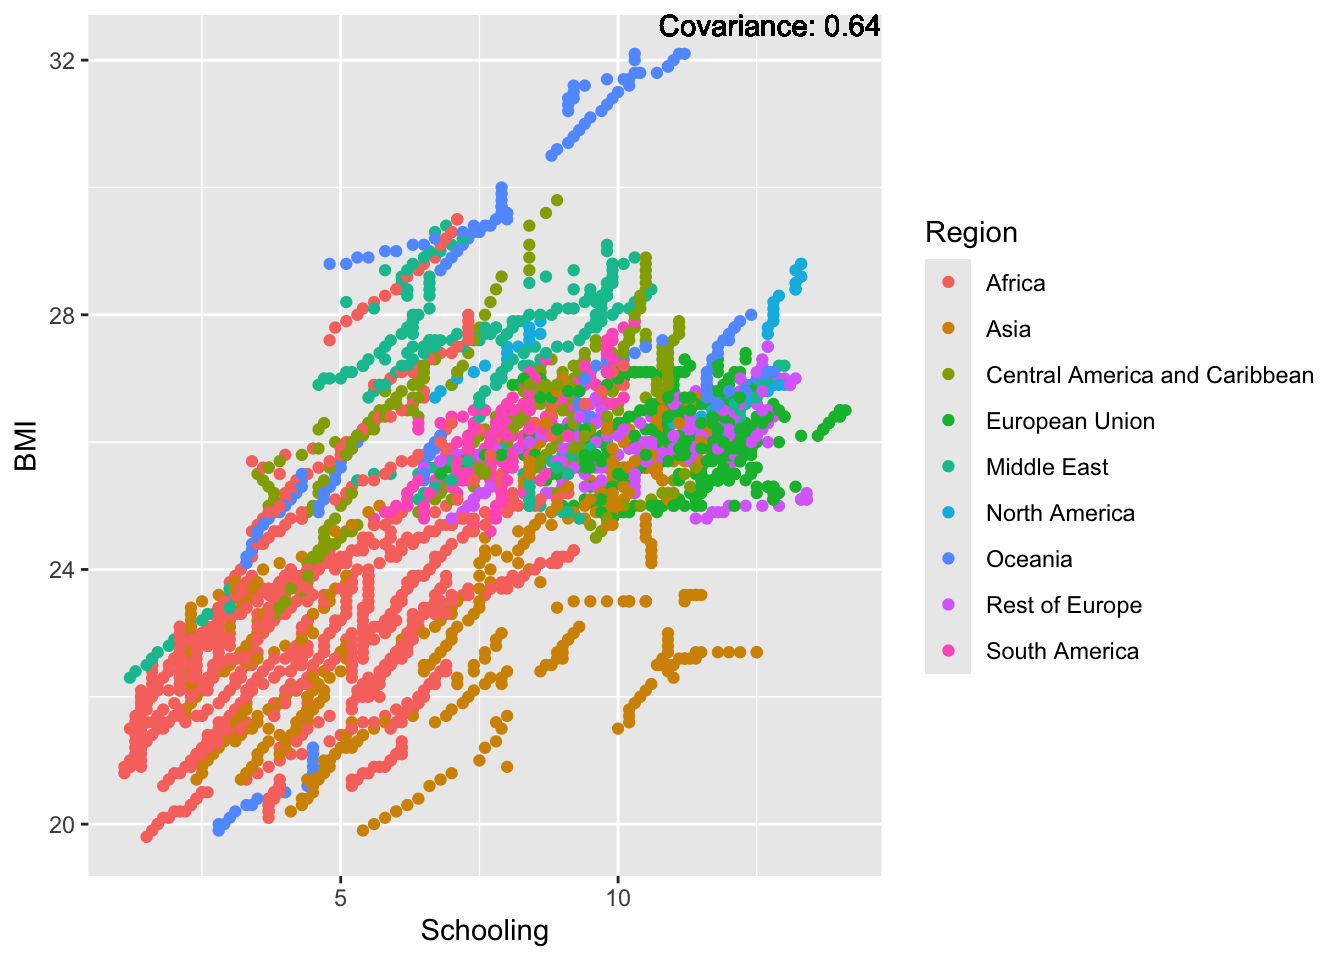 Covariance: 0.64
32
28
24
20
BMI
5
10
Schooling
Region
Africa
Asia
Central America and Caribbean
European Union
Middle East
North America
Oceania
Rest of Europe
South America